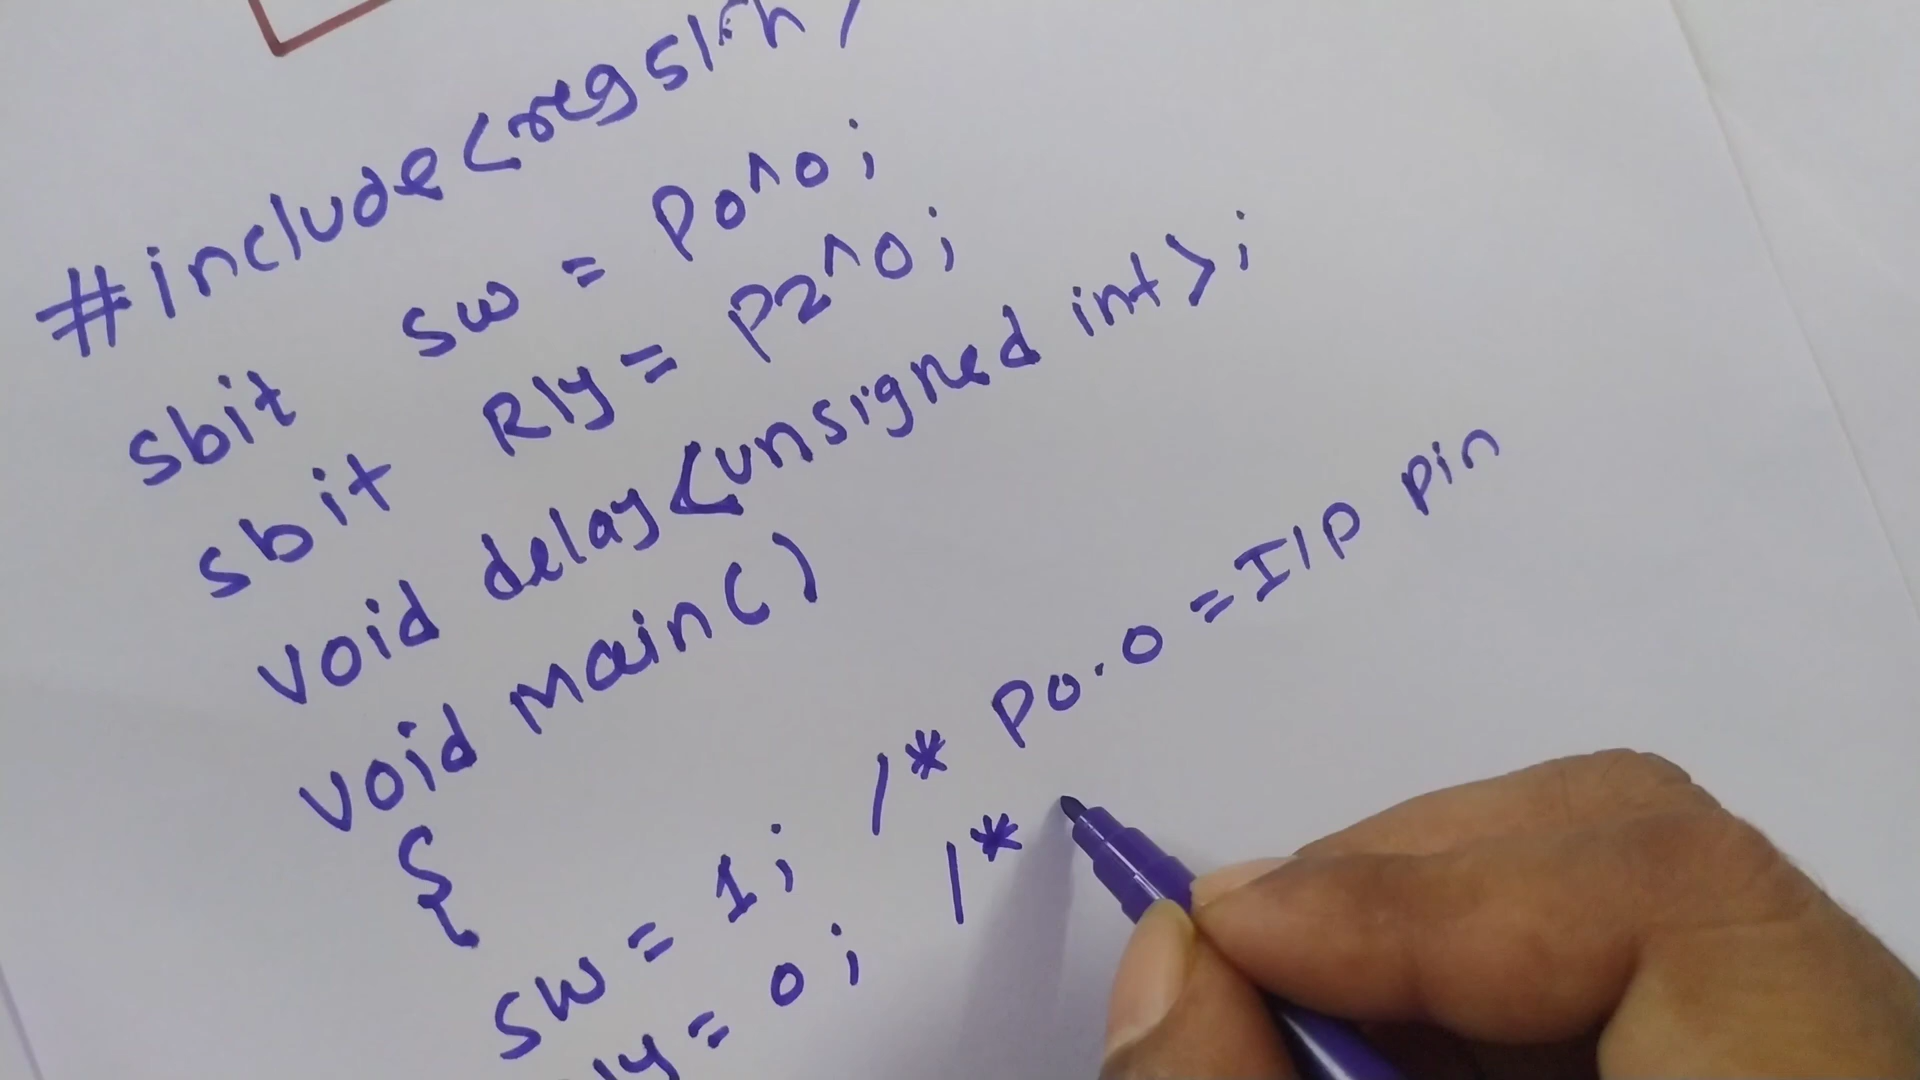 #include<reg51.h
sbit sw = P0^0;
sbit Rly = P2^0;
void delay<unsigned int>;
void main()
{
sw = 1; /* P0.0 = I/P pin
ly = 0; /*